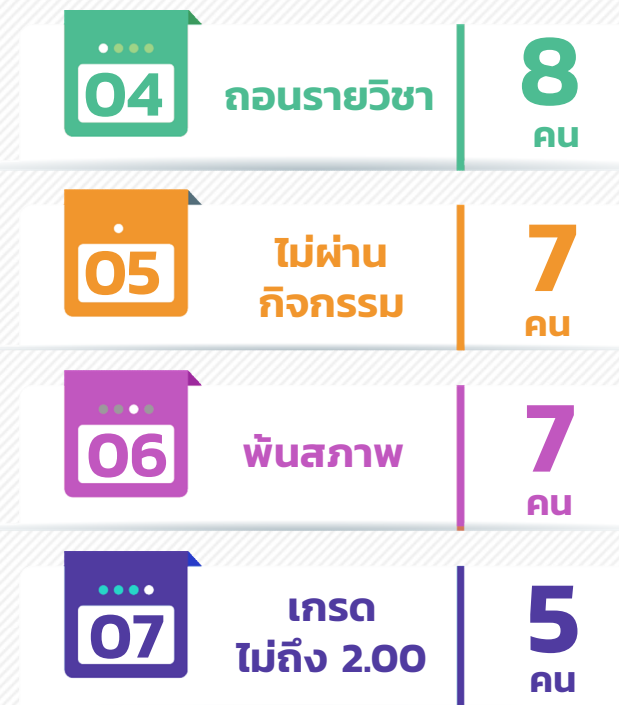 04
ถอนรายวิชา
8
คน
05
ไม่ผ่าน
กิจกรรม
7
คน
06
พ้นสภาพ
7
คน
07
เกรด
ไม่ถึง 2.00
5
คน